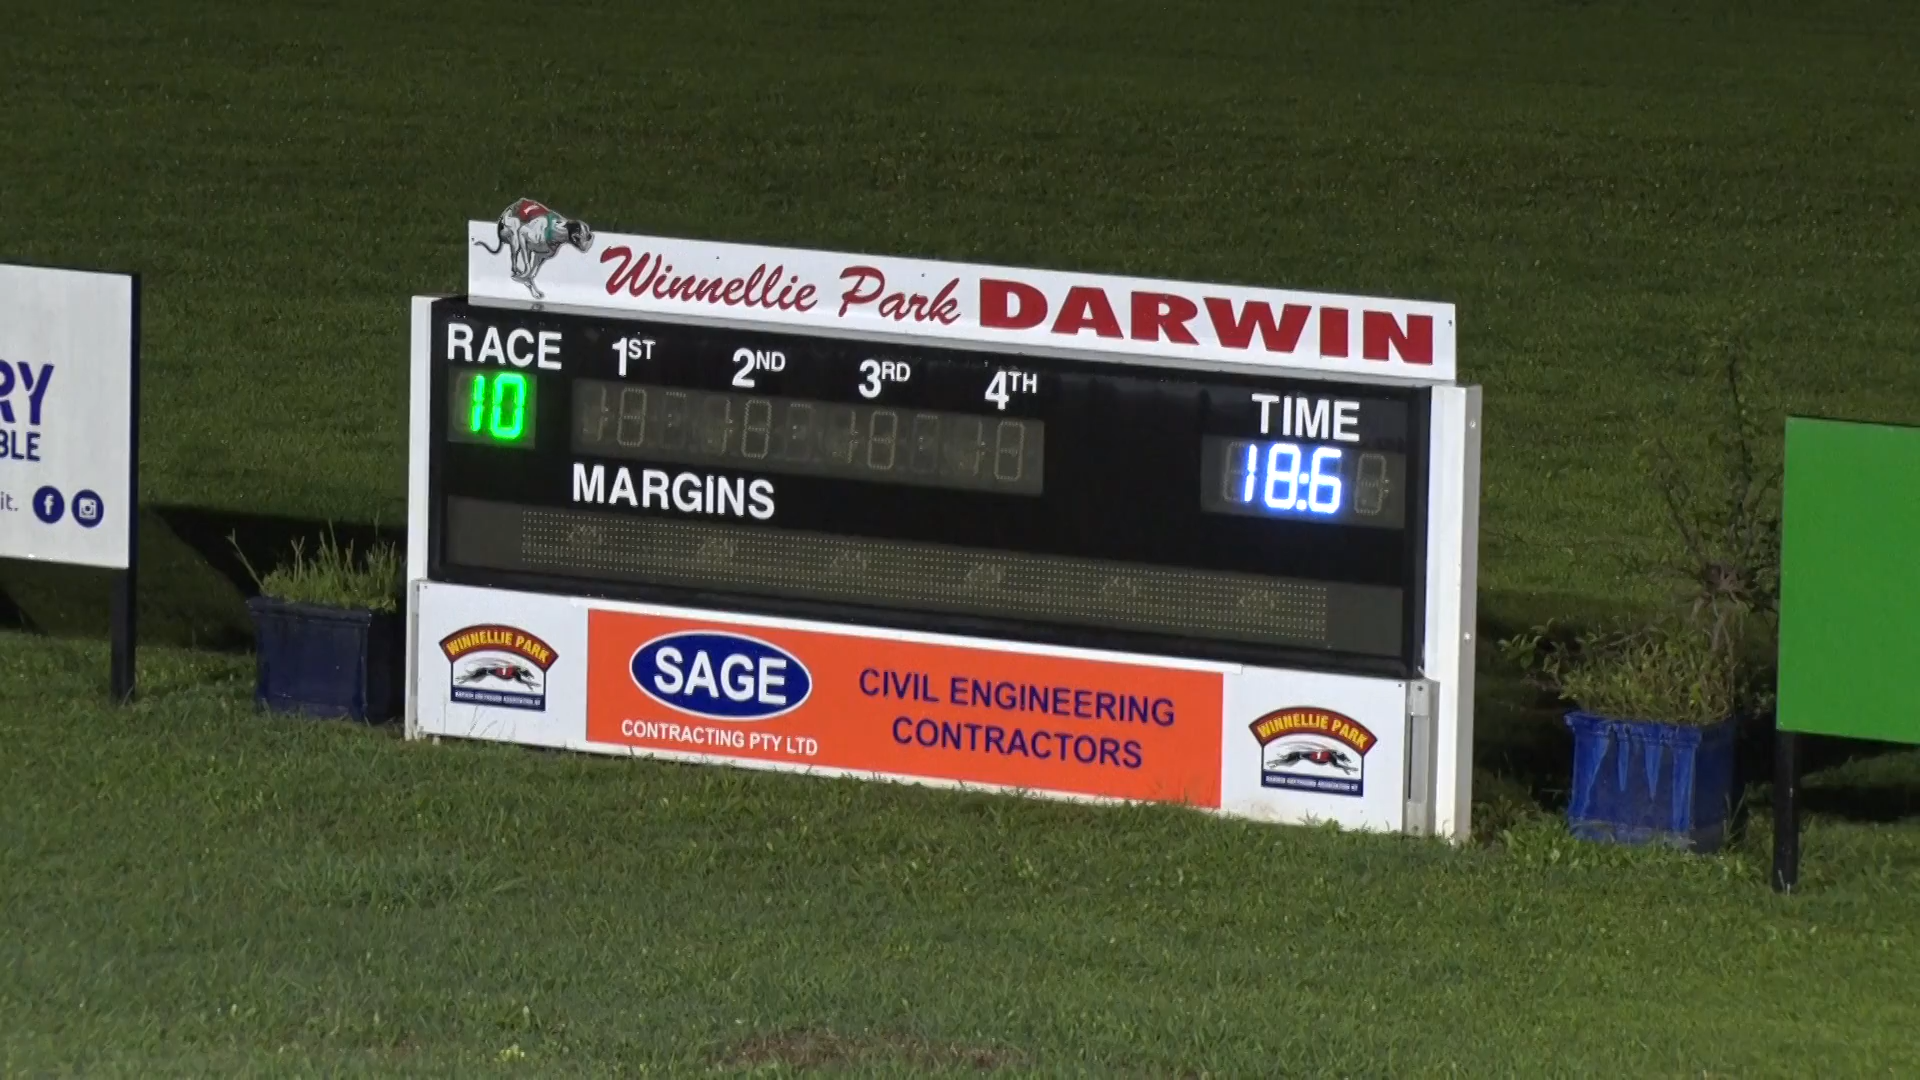 Winnellie Park DARWIN
RACE 1ST 2ND 3RD 4TH TIME
10 18:6
MARGINS
RY
BLE
it.
WINNELLIE PARK
SAGE
CONTRACTING PTY LTD
CIVIL ENGINEERING
CONTRACTORS
WINNELLIE PARK